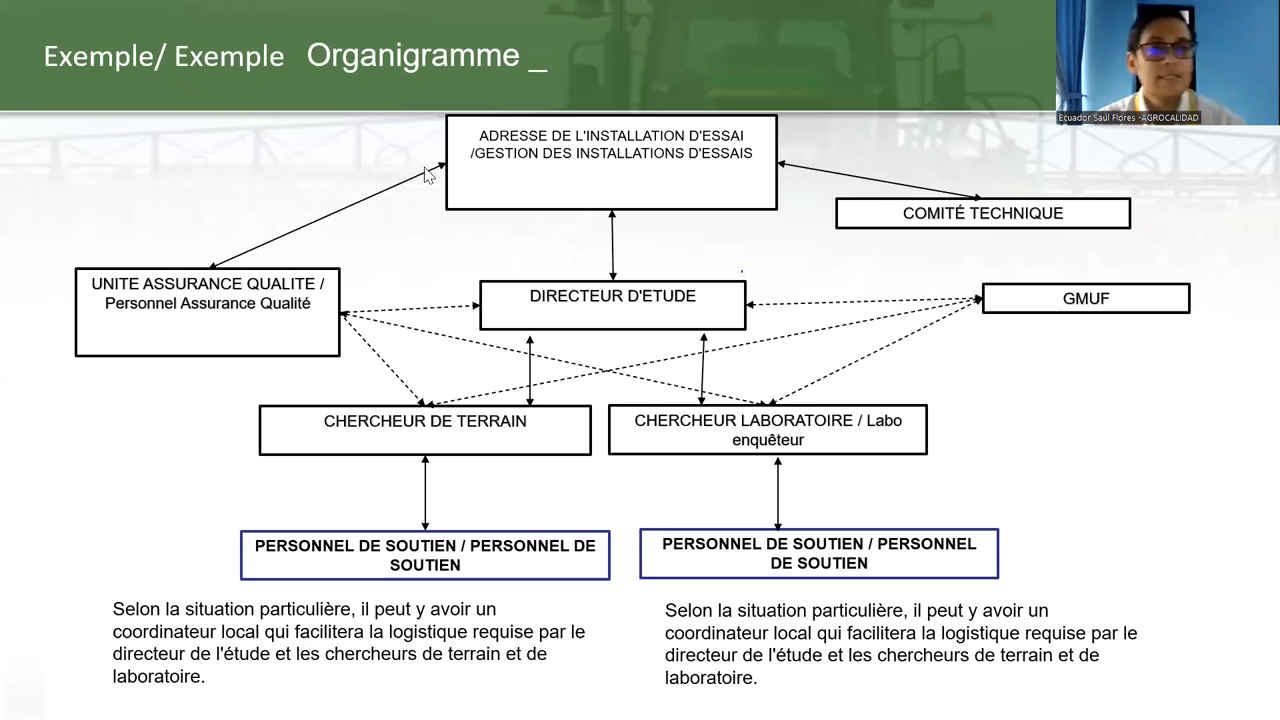 Exemple/ Exemple Organigramme _
Ecuador Saúl Flores -AGROCALIDAD
ADRESSE DE L'INSTALLATION D'ESSAI
/GESTION DES INSTALLATIONS D'ESSAIS
COMITÉ TECHNIQUE
UNITE ASSURANCE QUALITE /
Personnel Assurance Qualité
DIRECTEUR D'ETUDE
GMUF
CHERCHEUR DE TERRAIN
CHERCHEUR LABORATOIRE / Labo
enquêteur
PERSONNEL DE SOUTIEN / PERSONNEL DE
SOUTIEN
PERSONNEL DE SOUTIEN / PERSONNEL
DE SOUTIEN
Selon la situation particulière, il peut y avoir un
coordinateur local qui facilitera la logistique requise par le
directeur de l'étude et les chercheurs de terrain et de
laboratoire.
Selon la situation particulière, il peut y avoir un
coordinateur local qui facilitera la logistique requise par le
directeur de l'étude et les chercheurs de terrain et de
laboratoire.